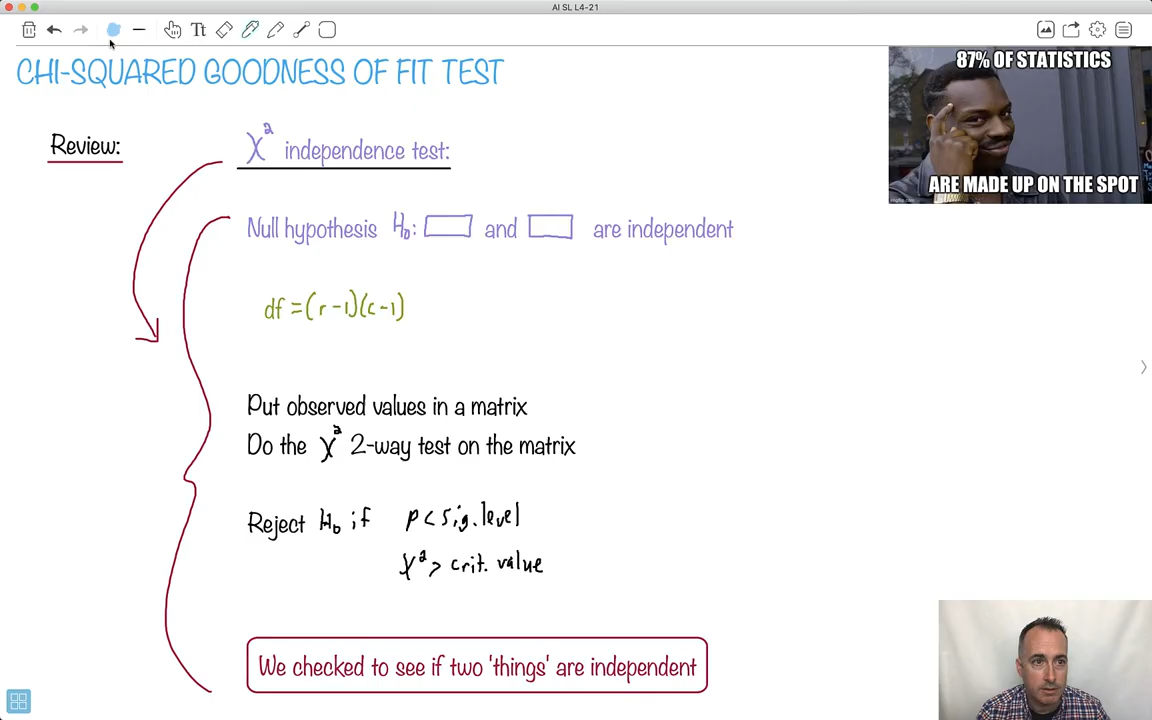 AI SL L4-21
Tt
CHI-SQUARED GOODNESS OF FIT TEST
87% OF STATISTICS
ARE MADE UP ON THE SPOT
Review:
χ² independence test:
Null hypothesis H₀: and are independent
df = (r-1)(c-1)
Put observed values in a matrix
Do the χ² 2-way test on the matrix
Reject H₀ if p < sig. level
χ² > crit. value
We checked to see if two 'things' are independent